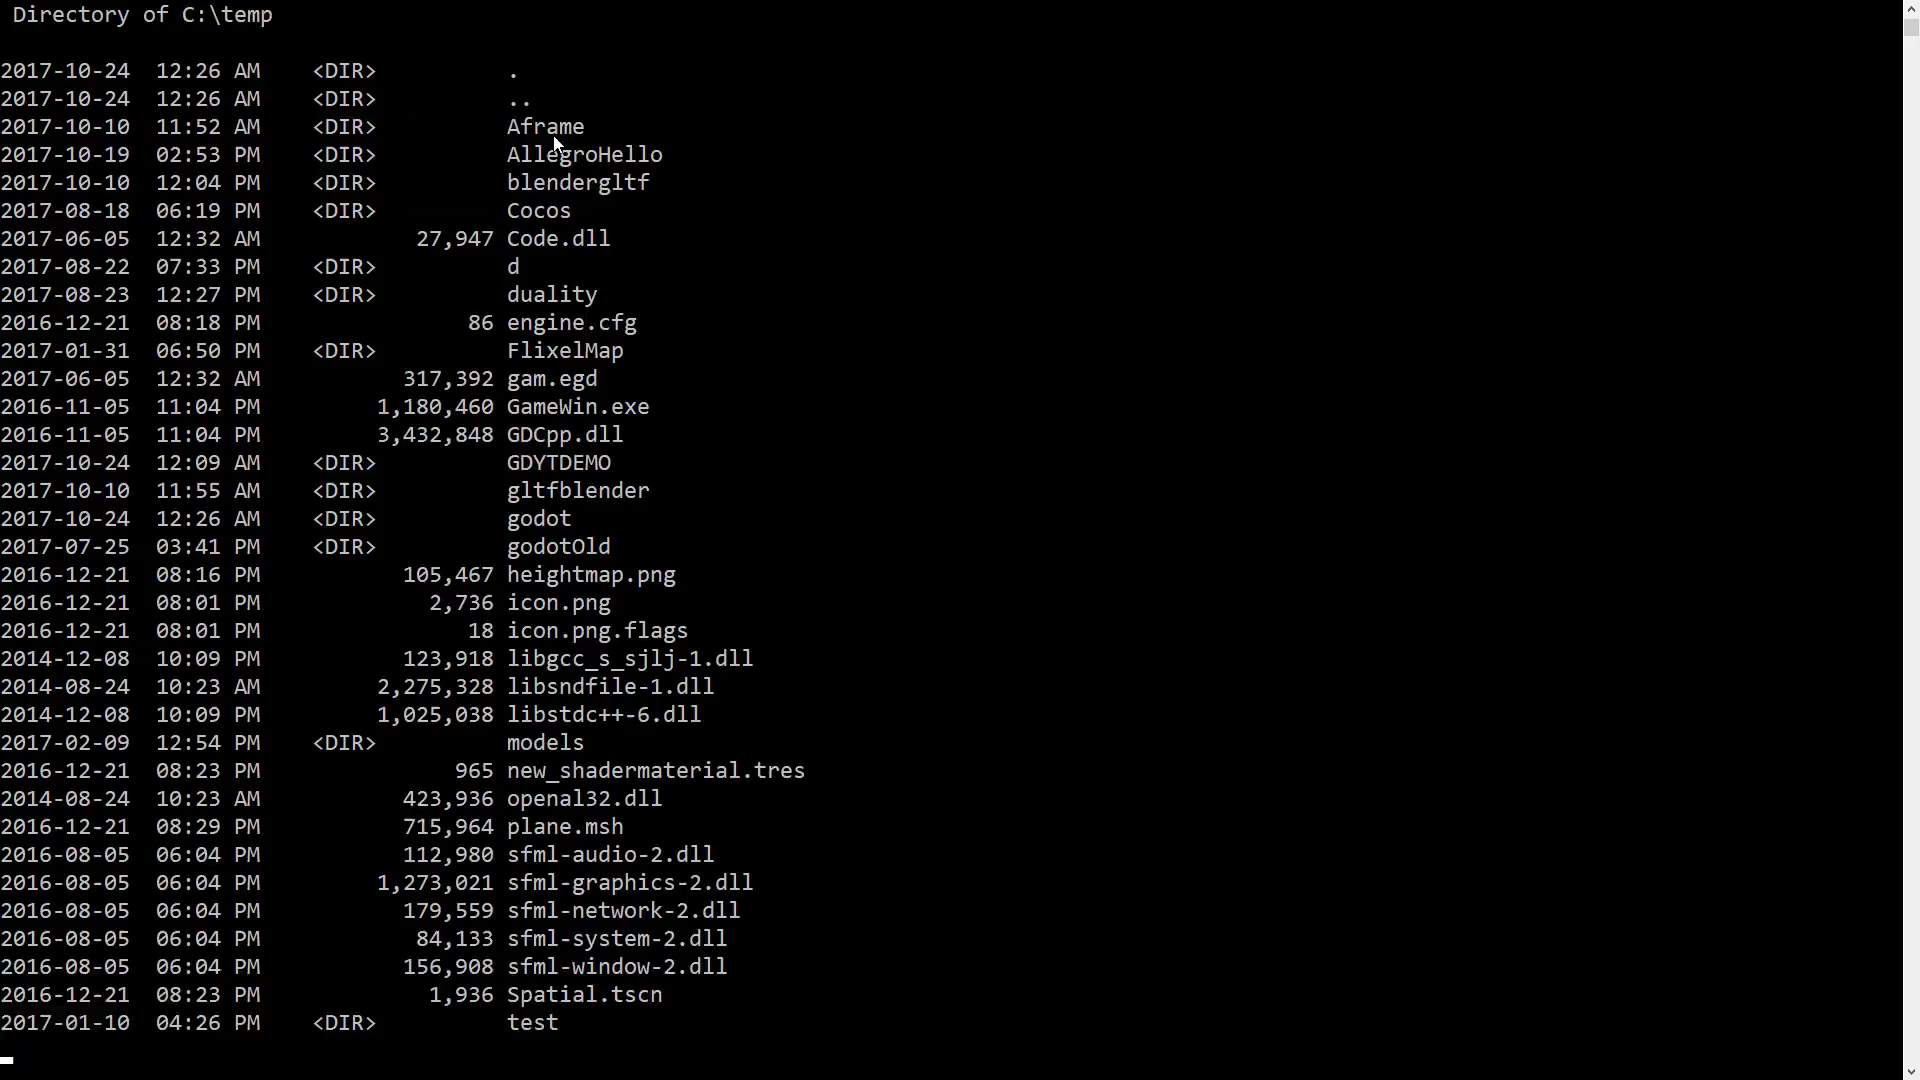 Directory of C:\temp
2017-10-24  12:26 AM    <DIR>          .
2017-10-24  12:26 AM    <DIR>          ..
2017-10-10  11:52 AM    <DIR>          Aframe
2017-10-19  02:53 PM    <DIR>          AllegroHello
2017-10-10  12:04 PM    <DIR>          blendergltf
2017-08-18  06:19 PM    <DIR>          Cocos
2017-06-05  12:32 AM            27,947 Code.dll
2017-08-22  07:33 PM    <DIR>          d
2017-08-23  12:27 PM    <DIR>          duality
2016-12-21  08:18 PM                86 engine.cfg
2017-01-31  06:50 PM    <DIR>          FlixelMap
2017-06-05  12:32 AM           317,392 gam.egd
2016-11-05  11:04 PM         1,180,460 GameWin.exe
2016-11-05  11:04 PM         3,432,848 GDCpp.dll
2017-10-24  12:09 AM    <DIR>          GDYTDEMO
2017-10-10  11:55 AM    <DIR>          gltfblender
2017-10-24  12:26 AM    <DIR>          godot
2017-07-25  03:41 PM    <DIR>          godotOld
2016-12-21  08:16 PM           105,467 heightmap.png
2016-12-21  08:01 PM             2,736 icon.png
2016-12-21  08:01 PM                18 icon.png.flags
2014-12-08  10:09 PM           123,918 libgcc_s_sjlj-1.dll
2014-08-24  10:23 AM         2,275,328 libsndfile-1.dll
2014-12-08  10:09 PM         1,025,038 libstdc++-6.dll
2017-02-09  12:54 PM    <DIR>          models
2016-12-21  08:23 PM               965 new_shadermaterial.tres
2014-08-24  10:23 AM           423,936 openal32.dll
2016-12-21  08:29 PM           715,964 plane.msh
2016-08-05  06:04 PM           112,980 sfml-audio-2.dll
2016-08-05  06:04 PM         1,273,021 sfml-graphics-2.dll
2016-08-05  06:04 PM           179,559 sfml-network-2.dll
2016-08-05  06:04 PM            84,133 sfml-system-2.dll
2016-08-05  06:04 PM           156,908 sfml-window-2.dll
2016-12-21  08:23 PM             1,936 Spatial.tscn
2017-01-10  04:26 PM    <DIR>          test